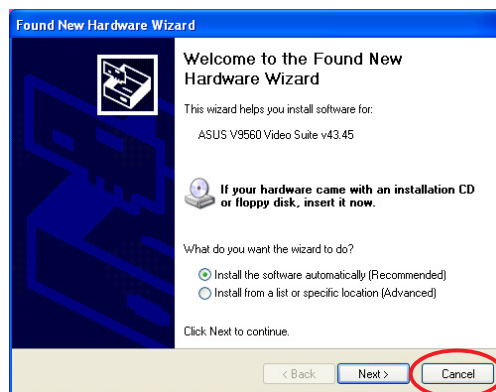 Found New Hardware Wizard
Welcome to the Found New
Hardware Wizard
This wizard helps you install software for:
ASUS V9560 Video Suite v43.45
If your hardware came with an installation CD
or floppy disk, insert it now.
What do you want the wizard to do?
Install the software automatically (Recommended)
Install from a list or specific location (Advanced)
Click Next to continue.
< Back Next > Cancel